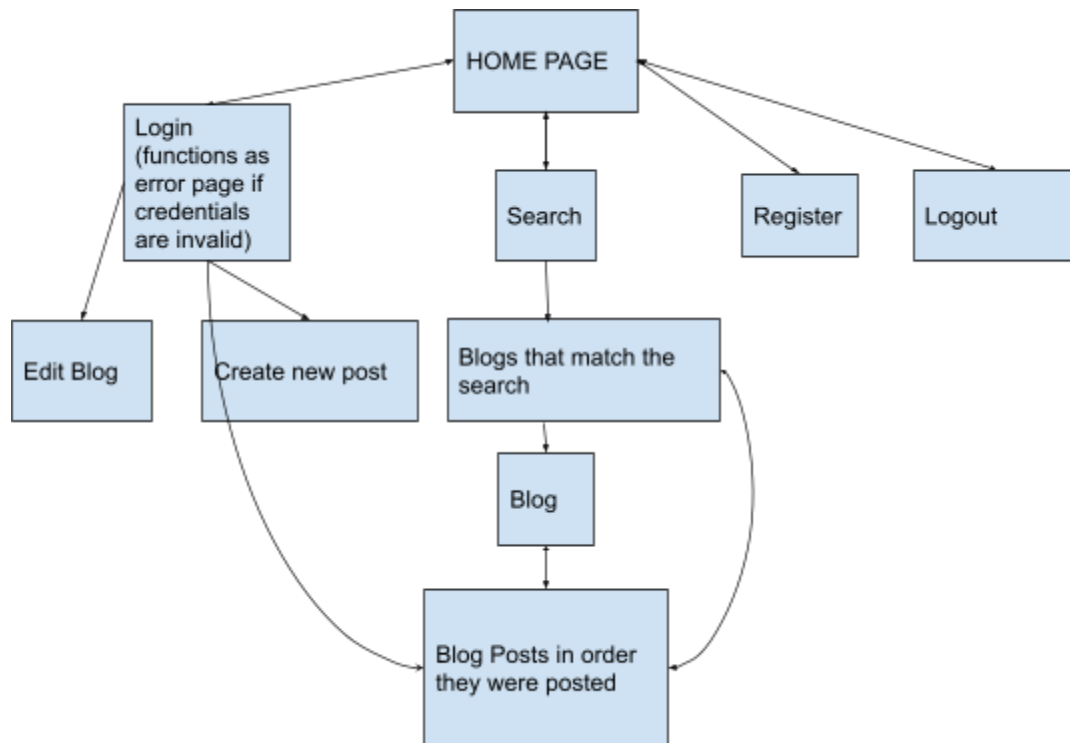 HOME PAGE
Login
(functions as
error page if
credentials
are invalid)
Search
Register
Logout
Edit Blog
Create new post
Blogs that match the
search
Blog
Blog Posts in order
they were posted